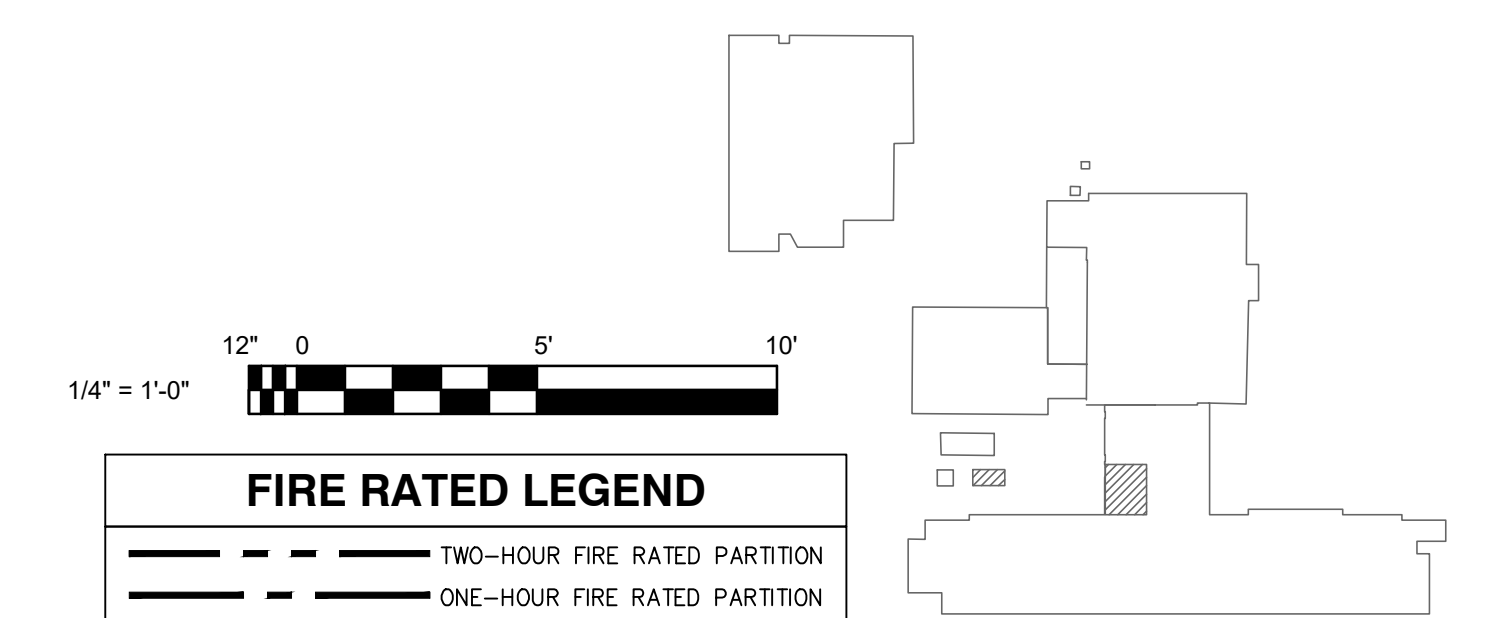 12" 0 5' 10'
1/4" = 1'-0"
FIRE RATED LEGEND
TWO-HOUR FIRE RATED PARTITION
ONE-HOUR FIRE RATED PARTITION